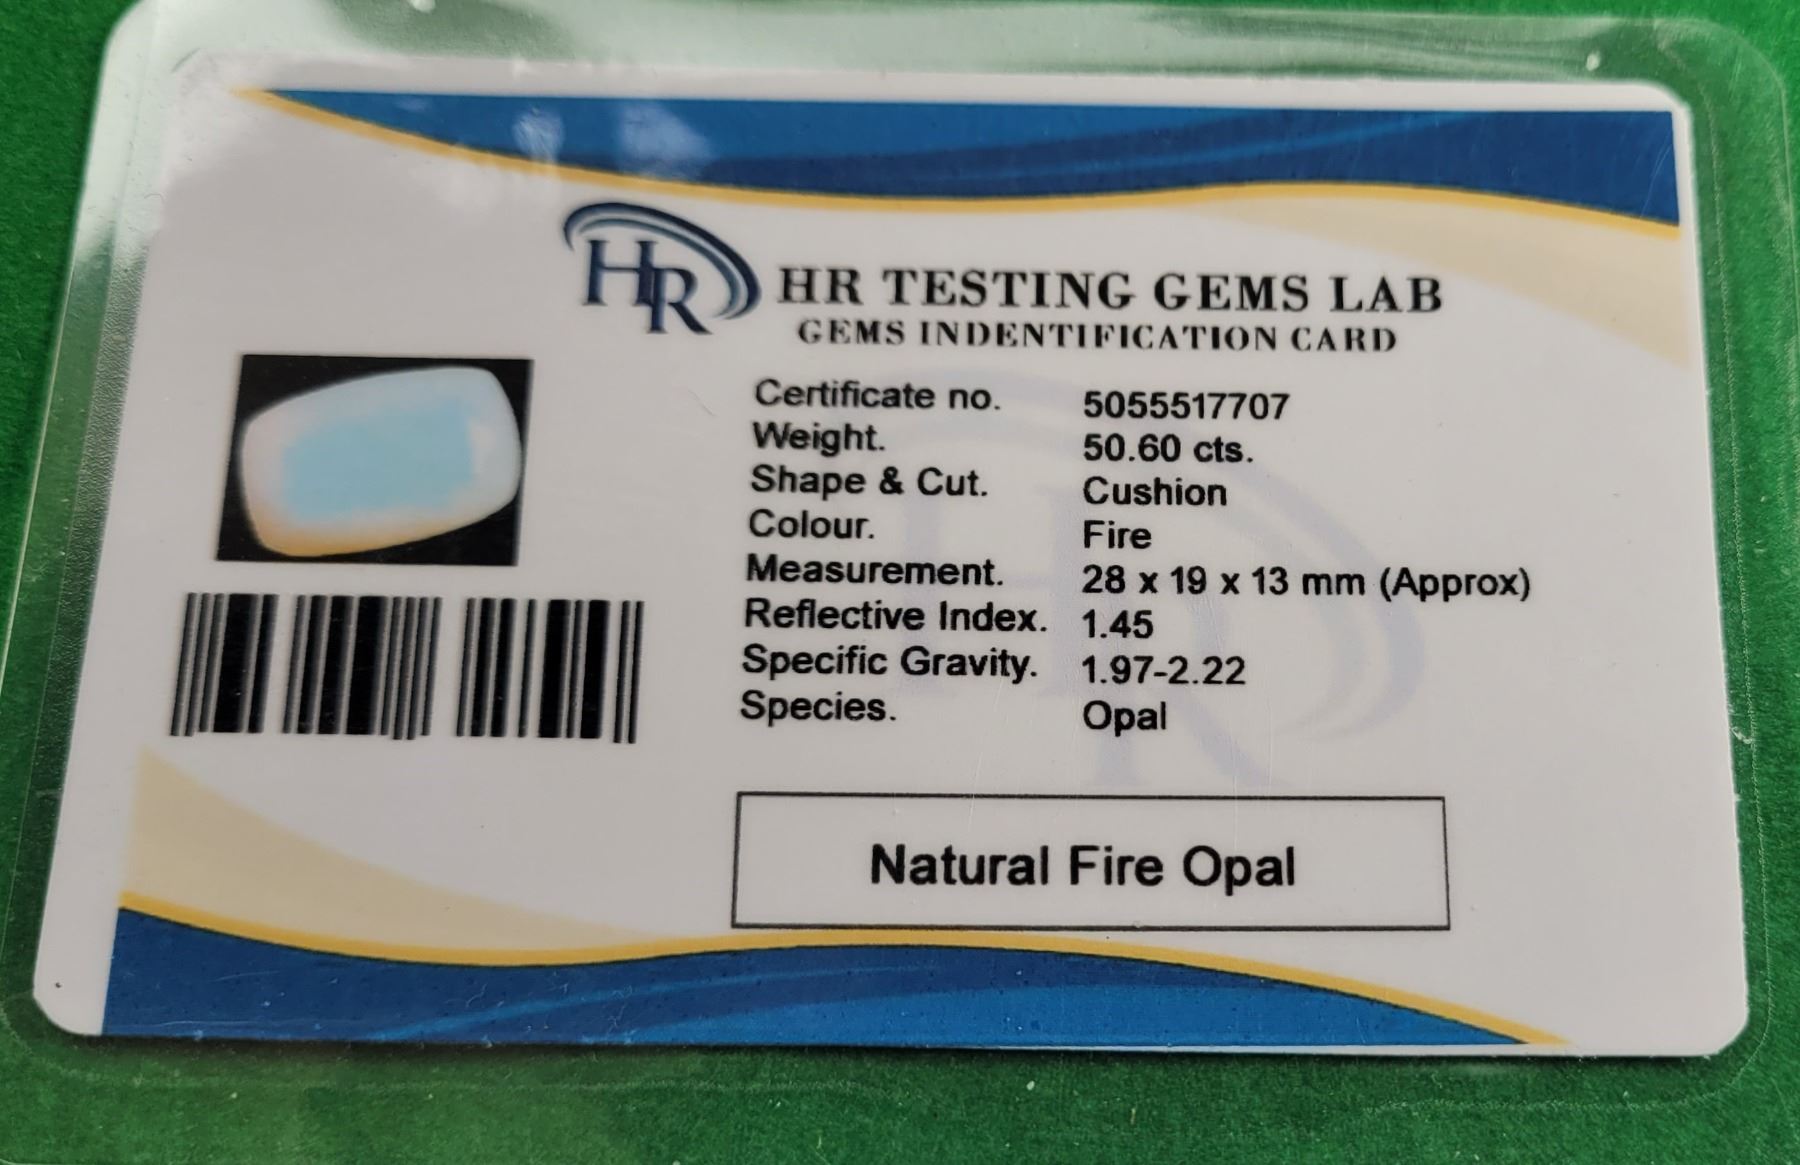 HR
HR TESTING GEMS LAB
GEMS INDENTIFICATION CARD
Certificate no. 5055517707
Weight. 50.60 cts.
Shape & Cut. Cushion
Colour. Fire
Measurement. 28 x 19 x 13 mm (Approx)
Reflective Index. 1.45
Specific Gravity. 1.97-2.22
Species. Opal
Natural Fire Opal